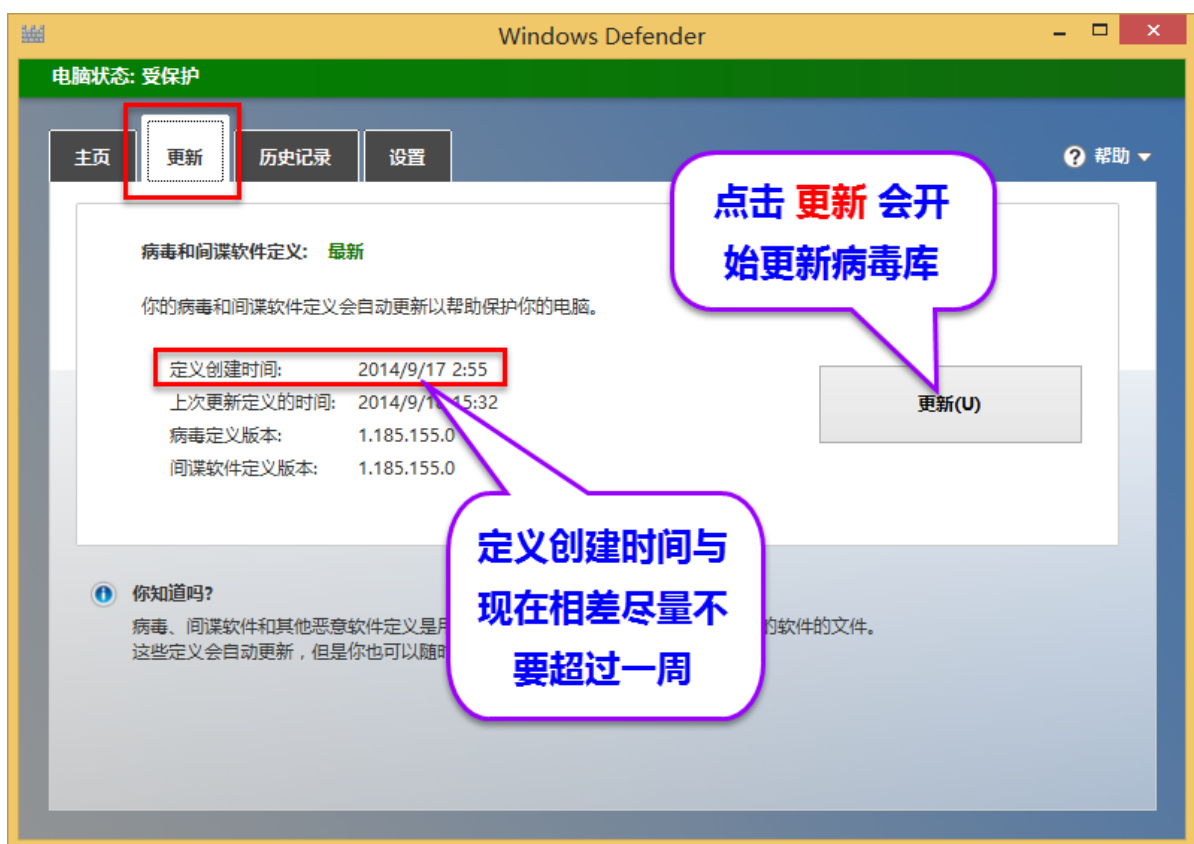 Windows Defender
电脑状态: 受保护
主页 更新 历史记录 设置 帮助
点击 更新 会开
始更新病毒库
病毒和间谍软件定义: 最新
你的病毒和间谍软件定义会自动更新以帮助保护你的电脑。
定义创建时间: 2014/9/17 2:55
上次更新定义的时间: 15:32
病毒定义版本: 1.185.155.0
间谍软件定义版本: 1.185.155.0
更新(U)
定义创建时间与
现在相差尽量不
要超过一周
你知道吗?
病毒、间谍软件和其他恶意软件定义是 的软件的文件。
这些定义会自动更新，但是你也可以随